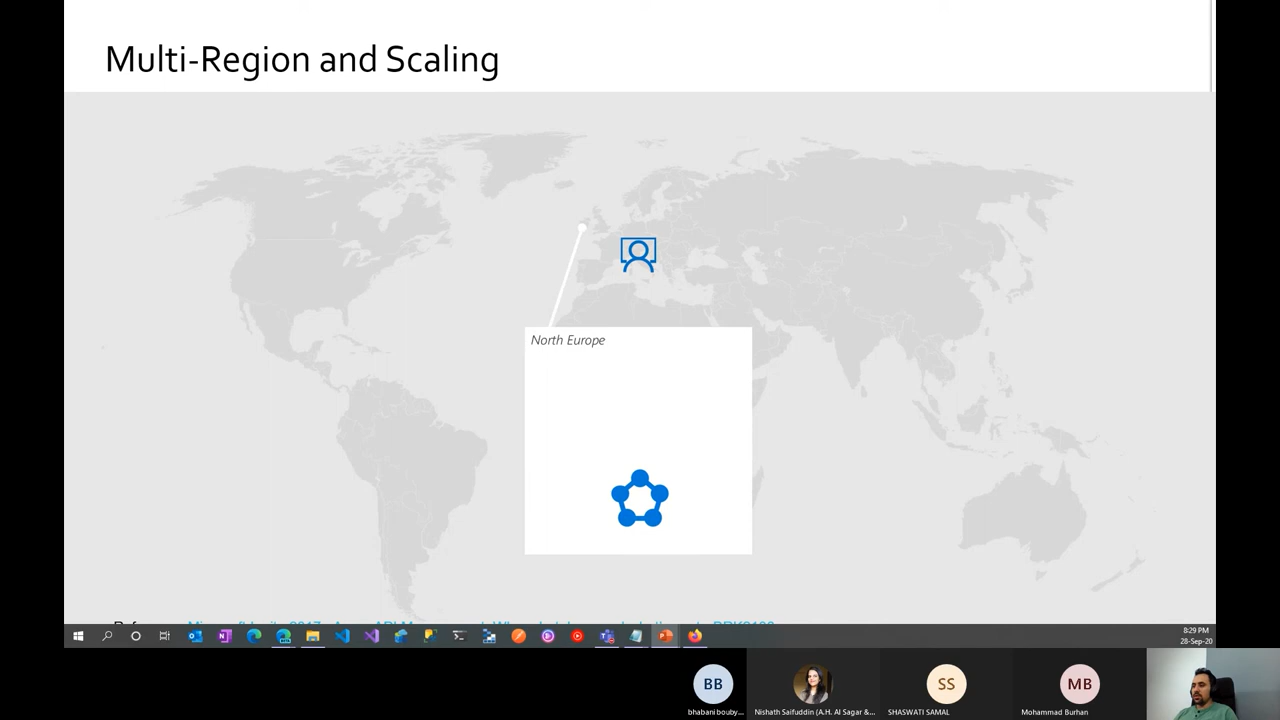 Multi-Region and Scaling
North Europe
8:29 PM
28-Sep-20
BB
SS
MB
bhabani bouby...
Nishath Saifuddin (A.H. Al Sagar &...
SHASWATI SAMAL
Mohammad Burhan